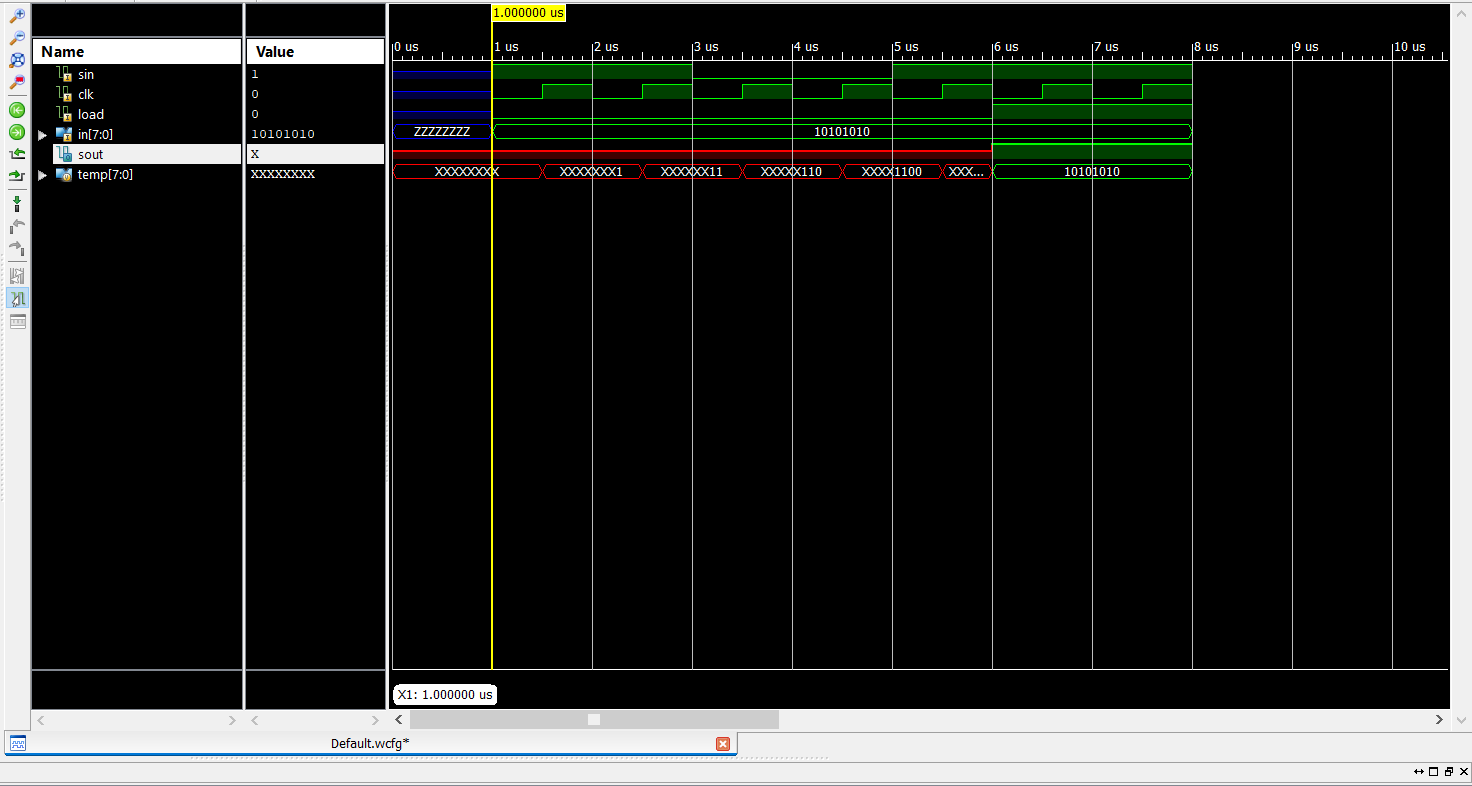 1.000000 us
Name Value
0 us 1 us 2 us 3 us 4 us 5 us 6 us 7 us 8 us 9 us 10 us
sin 1
clk 0
load 0
in[7:0] 10101010 ZZZZZZZZ 10101010
sout X
temp[7:0] XXXXXXXX XXXXXXXX XXXXXXX1 XXXXXX11 XXXXX110 XXXX1100 XXX... 10101010
X1: 1.000000 us
Default.wcfg*